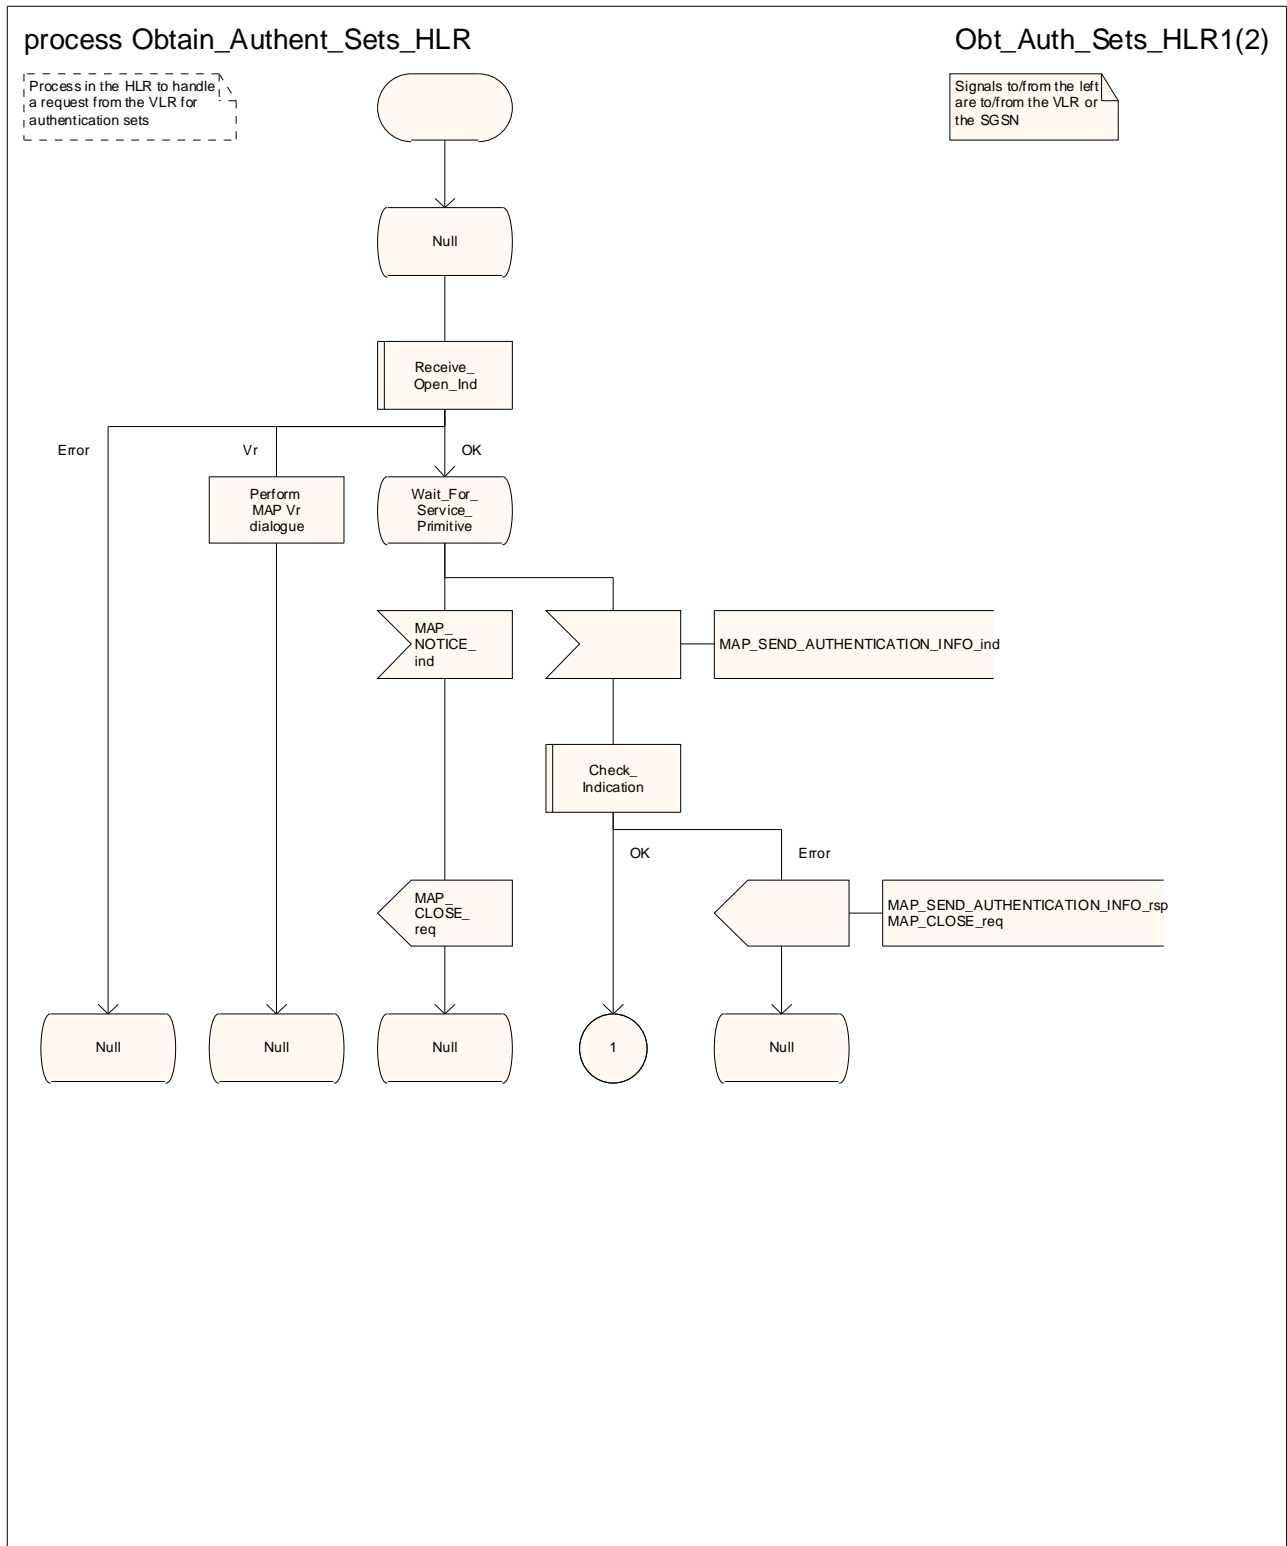 process Obtain_Authent_Sets_HLR
Obt_Auth_Sets_HLR1(2)
Process in the HLR to handle
a request from the VLR for
authentication sets
Signals to/from the left
are to/from the VLR or
the SGSN
Null
Receive_
Open_Ind
Error
Vr
OK
Perform
MAP Vr
dialogue
Wait_For_
Service_
Primitive
MAP_
NOTICE_
ind
MAP_SEND_AUTHENTICATION_INFO_ind
Check_
Indication
OK
Error
MAP_
CLOSE_
req
MAP_SEND_AUTHENTICATION_INFO_rsp
MAP_CLOSE_req
Null
Null
Null
1
Null